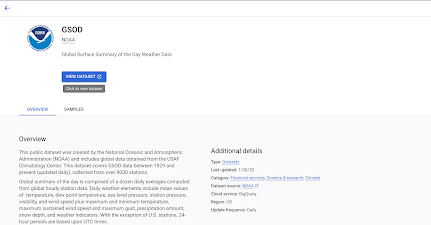 GSOD
NOAA
Global Surface Summary of the Day Weather Data
VIEW DATASET
Click to view dataset
OVERVIEW
SAMPLES
Overview
This public dataset was created by the National Oceanic and Atmospheric
Administration (NOAA) and includes global data obtained from the USAF
Climatology Center. This dataset covers GSOD data between 1929 and
present (updated daily), collected from over 9000 stations.
Global summary of the day is comprised of a dozen daily averages computed
from global hourly station data. Daily weather elements include mean values
of: temperature, dew point temperature, sea level pressure, station pressure,
visibility, and wind speed plus maximum and minimum temperature,
maximum sustained wind speed and maximum gust, precipitation amount,
snow depth, and weather indicators. With the exception of U.S. stations, 24-
hour periods are based upon UTC times.
Additional details
Type: Datasets
Last updated: 1/30/20
Category: Financial services, Science & research, Climate
Dataset source: NOAA
Cloud service: BigQuery
Region: US
Update frequency: Daily